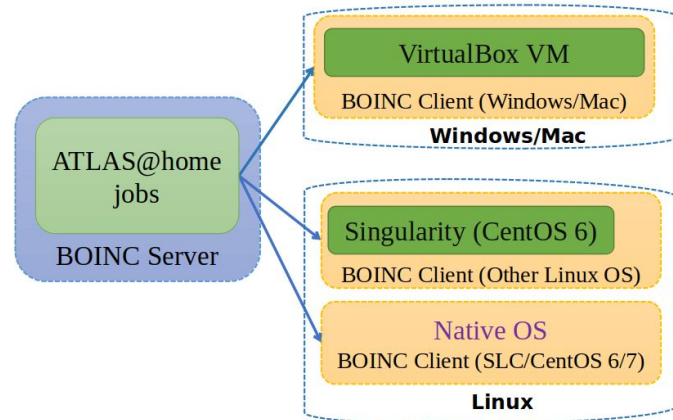 ATLAS@home
jobs
BOINC Server
VirtualBox VM
BOINC Client (Windows/Mac)
Windows/Mac
Singularity (CentOS 6)
BOINC Client (Other Linux OS)
Native OS
BOINC Client (SLC/CentOS 6/7)
Linux